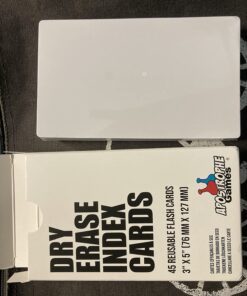 DRY
ERASE
INDEX
CARDS
45 REUSABLE FLASH CARDS
3" X 5" (76 MM X 127 MM)
APOSTROPHE
Games